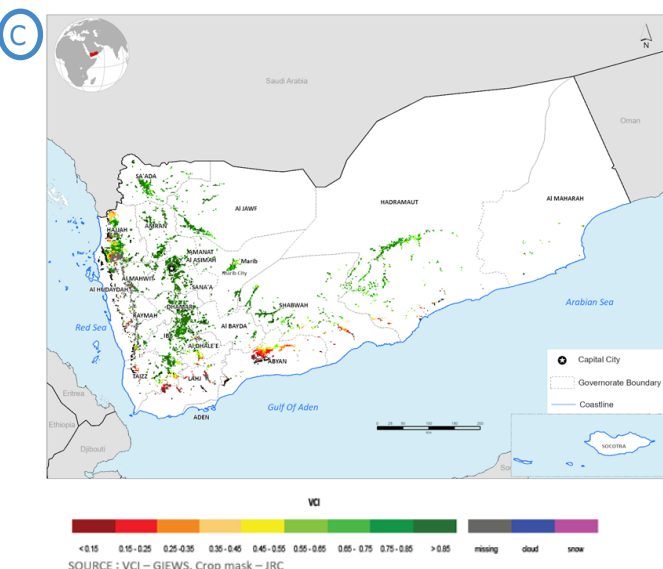 C
N
Saudi Arabia
Oman
SA'ADA
Al JAWF
HADRAMAUT
Al MAHARAH
HAJJAH
AMRAN
AMANAT
Al ASIMAH
Marib
Marib City
Al MAHWIT
SANA'A
Al HUDAYDAH
SHABWAH
Arabian Sea
DHAMAR
RAYMAH
Red Sea
Al BAYDA
IBB
Al DHALE'E
ABYAN
Capital City
TAIZZ
LAHJ
Governorate Boundary
Eritrea
Gulf Of Aden
Coastline
ADEN
Ethiopia
Djibouti
SOCOTRA
So
VCI
< 0.15 0.15 - 0.25 0.25-0.35 0.35 - 0.45 0.45 - 0.55 0.55 - 0.65 0.65 - 0.75 0.75 - 0.85 > 0.85 missing cloud snow
SOURCE : VCI – GIEWS, Crop mask – JRC